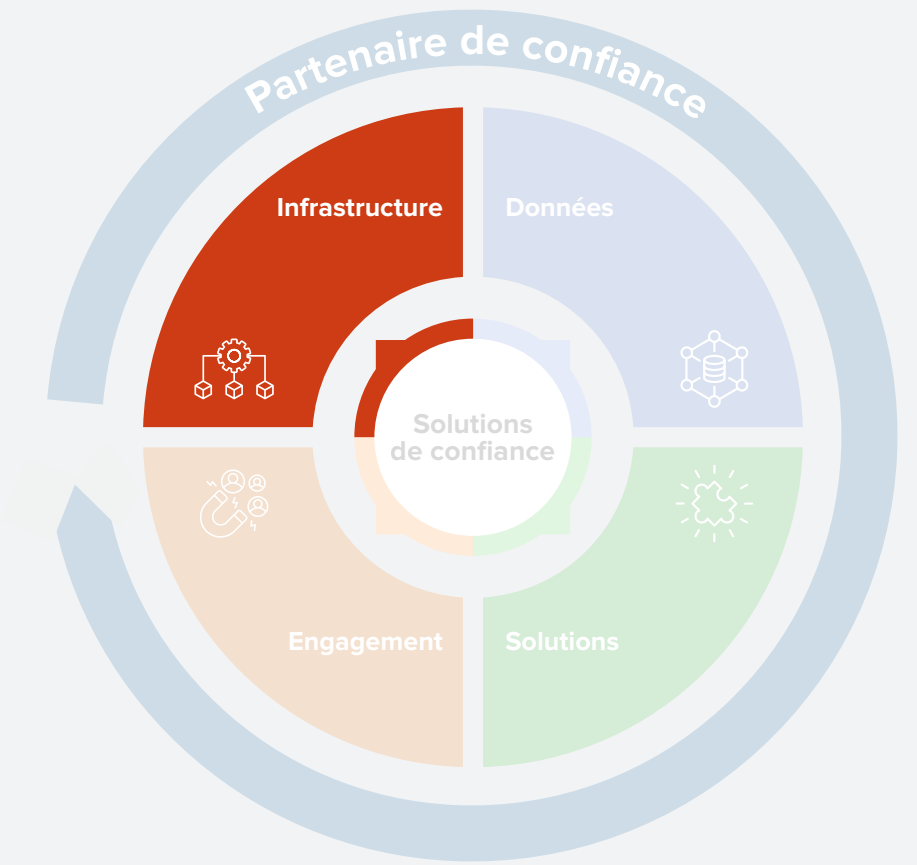 Partenaire de confiance
Infrastructure
Données
Solutions
de confiance
Engagement
Solutions